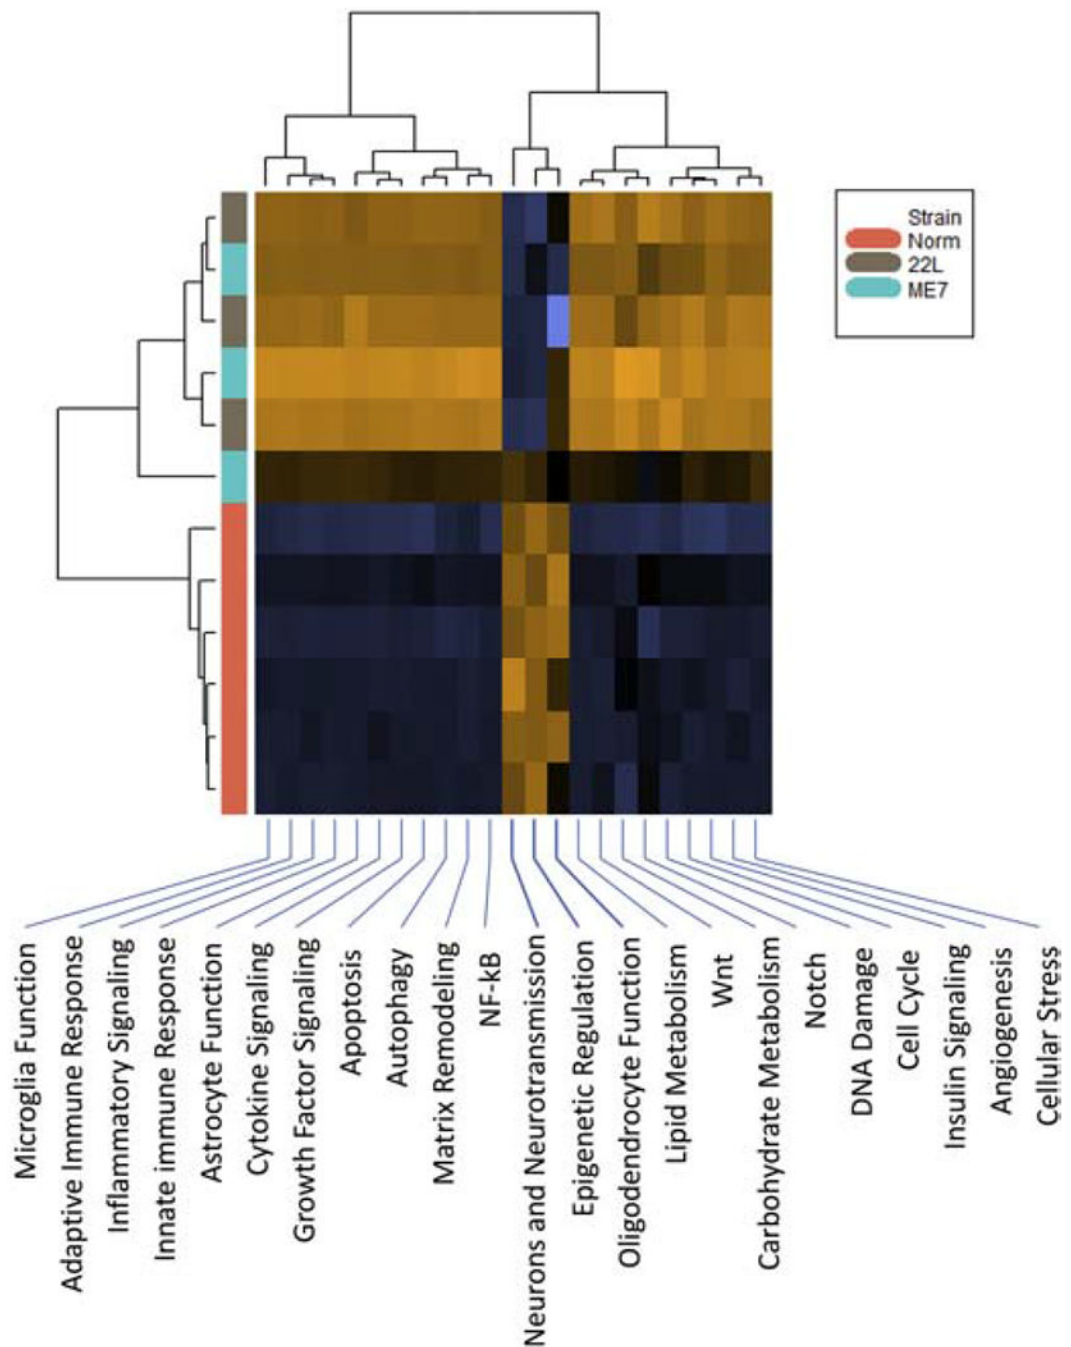 Strain
Norm
22L
ME7
Microglia Function
Adaptive Immune Response
Inflammatory Signaling
Innate immune Response
Astrocyte Function
Cytokine Signaling
Growth Factor Signaling
Apoptosis
Autophagy
Matrix Remodeling
NF-kB
Neurons and Neurotransmission
Epigenetic Regulation
Oligodendrocyte Function
Lipid Metabolism
Wnt
Carbohydrate Metabolism
Notch
DNA Damage
Cell Cycle
Insulin Signaling
Angiogenesis
Cellular Stress